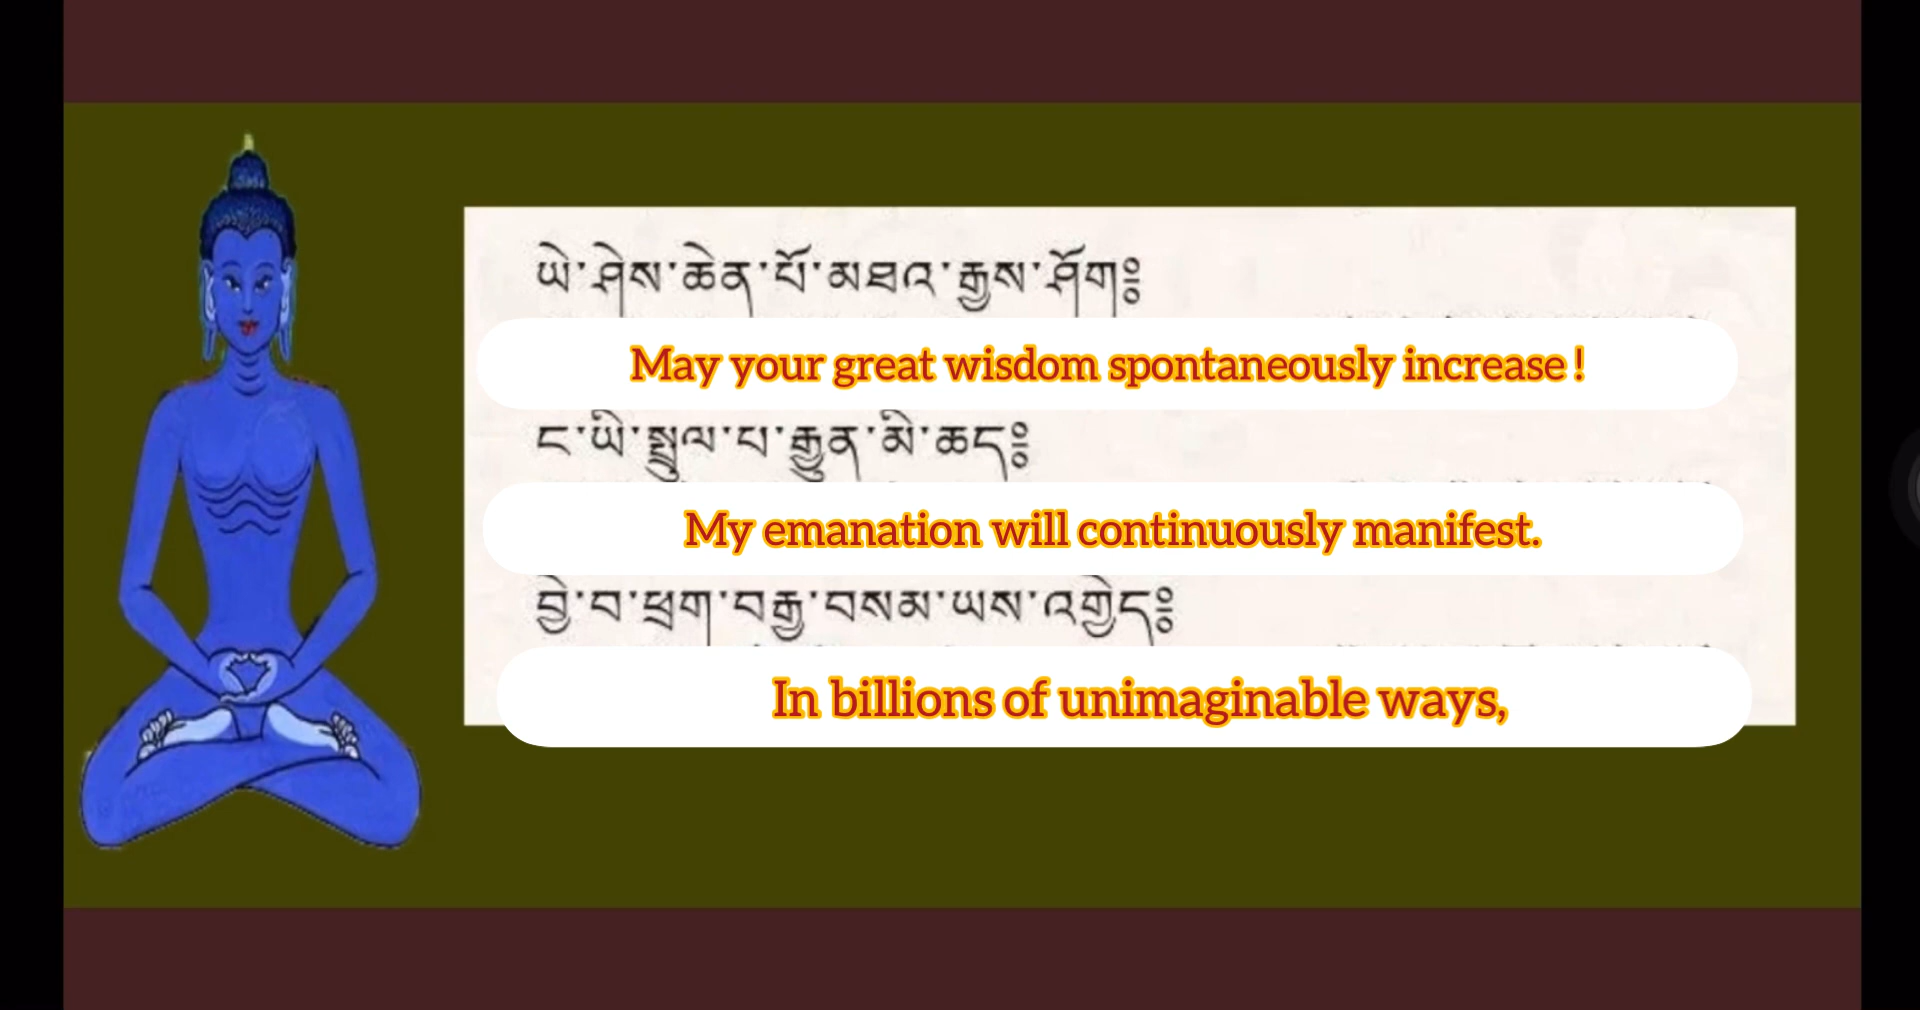 ཡེ་ཤེས་ཆེན་པོ་མཐའ་རྒྱས་ཤོག༔
May your great wisdom spontaneously increase!
ང་ཡི་སྤྲུལ་པ་རྒྱུན་མི་ཆད༔
My emanation will continuously manifest.
བྱེ་བ་ཕྲག་བརྒྱ་བསམ་ཡས་འགྱེད༔
In billions of unimaginable ways,